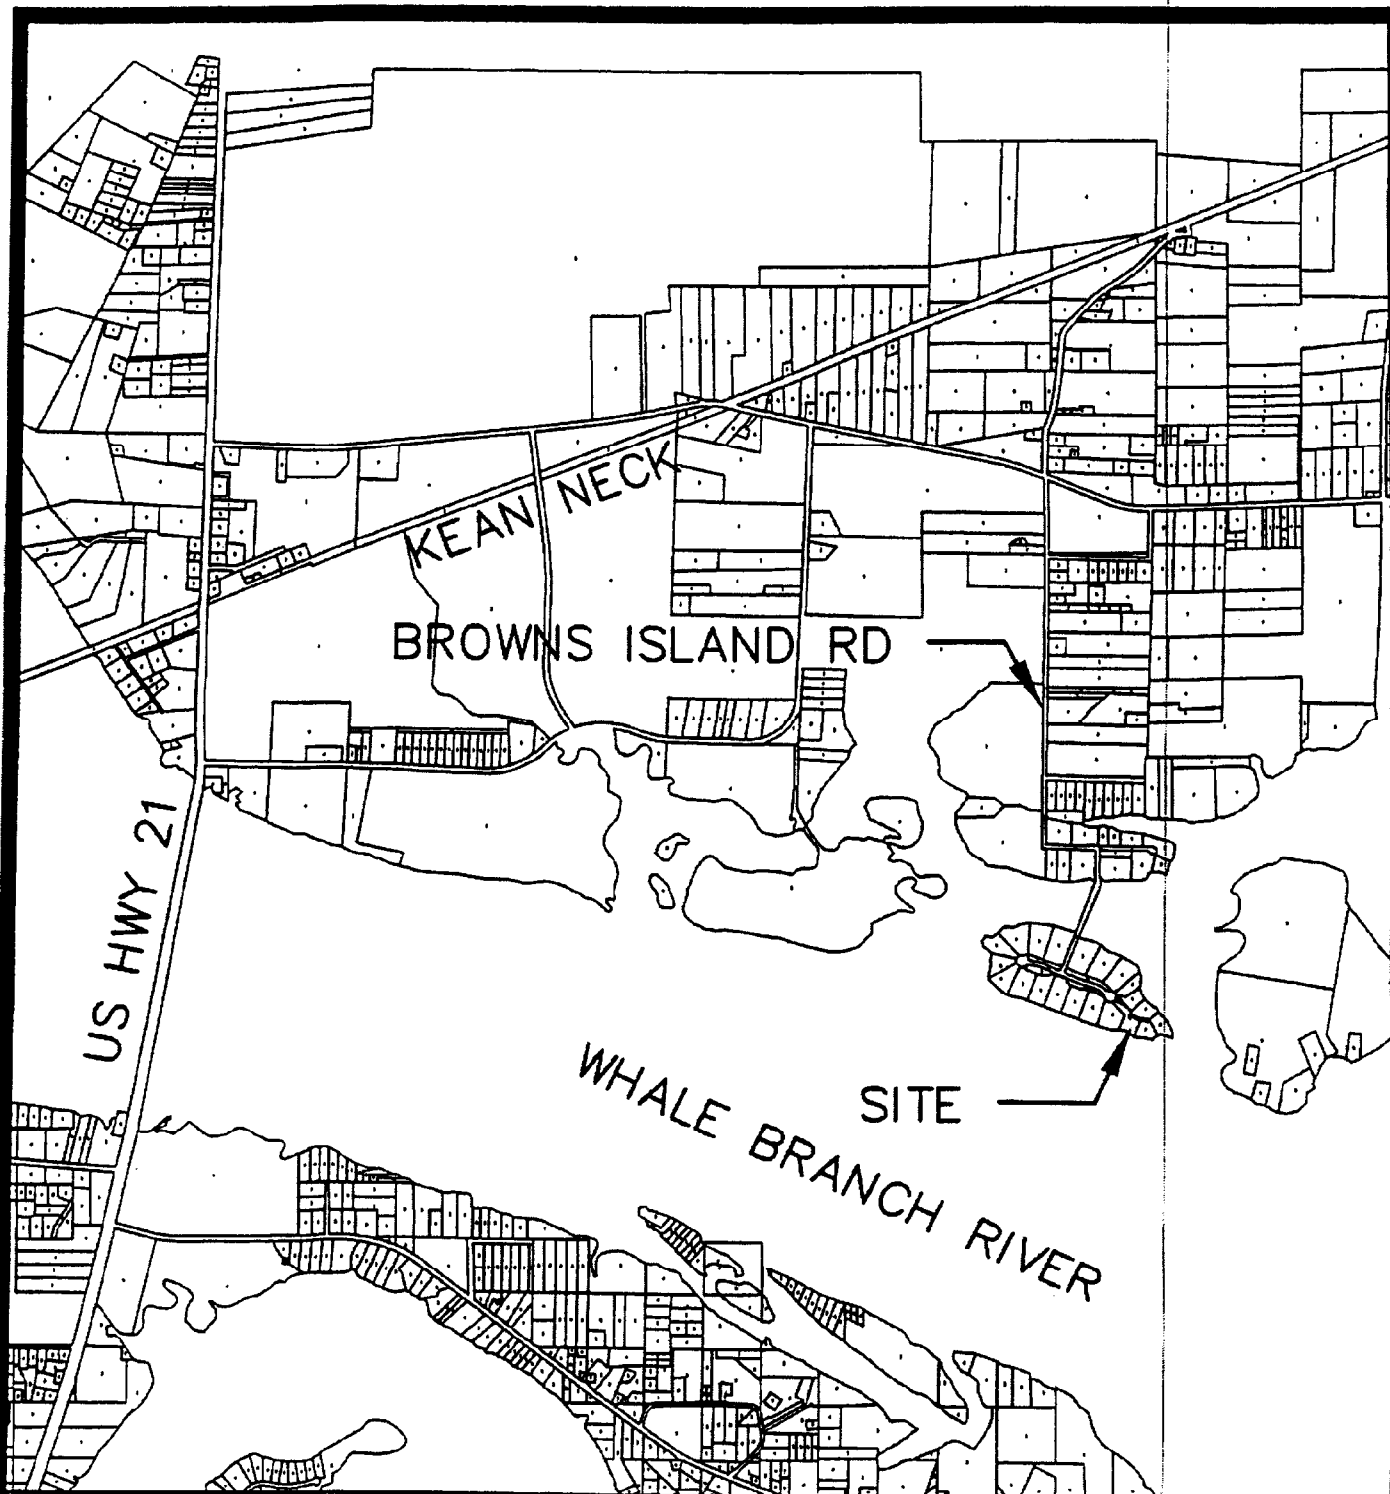 KEAN NECK
BROWNS ISLAND RD
US HWY 21
SITE
WHALE BRANCH RIVER